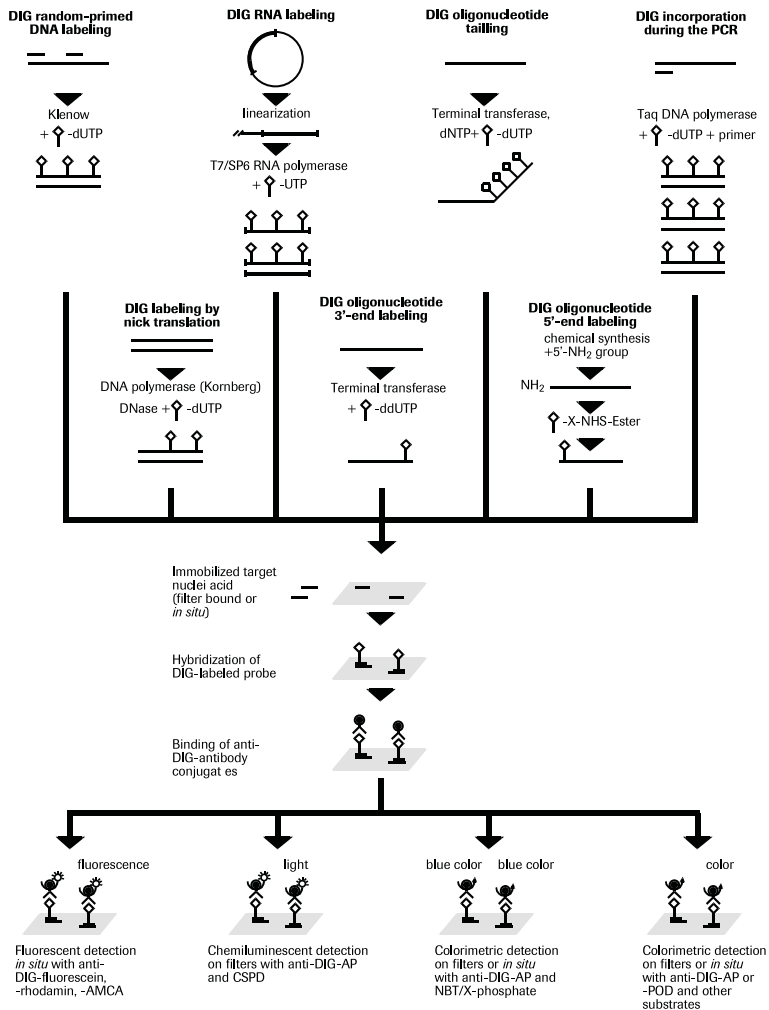 DIG random-primed
DNA labeling
Klenow
+ -dUTP
DIG RNA labeling
linearization
T7/SP6 RNA polymerase
+ -UTP
DIG oligonucleotide
tailling
Terminal transferase,
dNTP+ -dUTP
DIG incorporation
during the PCR
Taq DNA polymerase
+ -dUTP + primer
DIG labeling by
nick translation
DNA polymerase (Kornberg)
DNase + -dUTP
DIG oligonucleotide
3'-end labeling
Terminal transferase
+ -ddUTP
DIG oligonucleotide
5'-end labeling
chemical synthesis
+5'-NH2 group
NH2
-X-NHS-Ester
Immobilized target
nuclei acid
(filter bound or
in situ)
Hybridization of
DIG-labeled probe
Binding of anti-
DIG-antibody
conjugat es
fluorescence
Fluorescent detection
in situ with anti-
DIG-fluorescein,
-rhodamin, -AMCA
light
Chemiluminescent detection
on filters with anti-DIG-AP
and CSPD
blue color blue color
Colorimetric detection
on filters or in situ
with anti-DIG-AP and
NBT/X-phosphate
color
Colorimetric detection
on filters or in situ
with anti-DIG-AP or
-POD and other
substrates